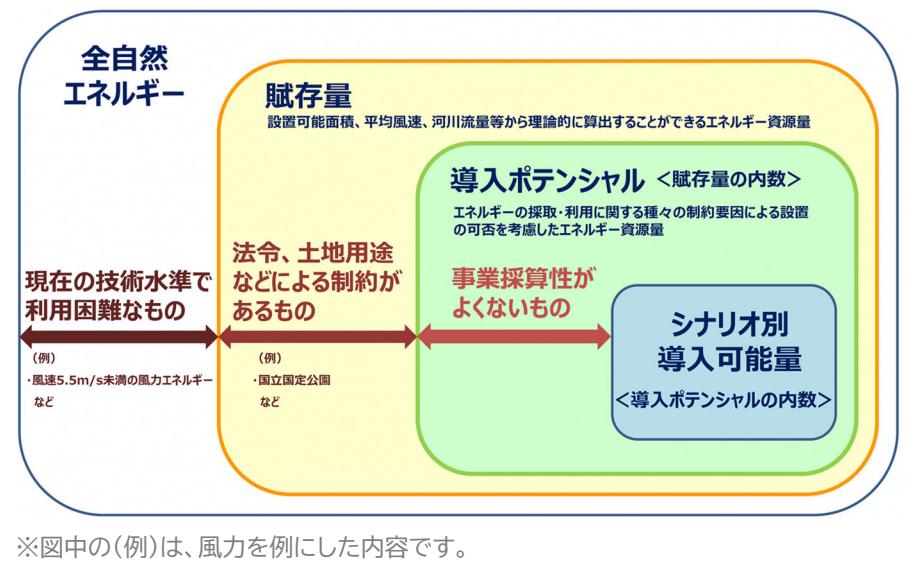 全自然
エネルギー
賦存量
設置可能面積、平均風速、河川流量等から理論的に算出することができるエネルギー資源量
導入ポテンシャル <賦存量の内数>
エネルギーの採取・利用に関する種々の制約要因による設置
の可否を考慮したエネルギー資源量
現在の技術水準で
利用困難なもの
(例)
・風速5.5m/s未満の風力エネルギー
など
法令、土地用途
などによる制約が
あるもの
(例)
・国立国定公園
など
事業採算性が
よくないもの
シナリオ別
導入可能量
<導入ポテンシャルの内数>
※図中の(例)は、風力を例にした内容です。